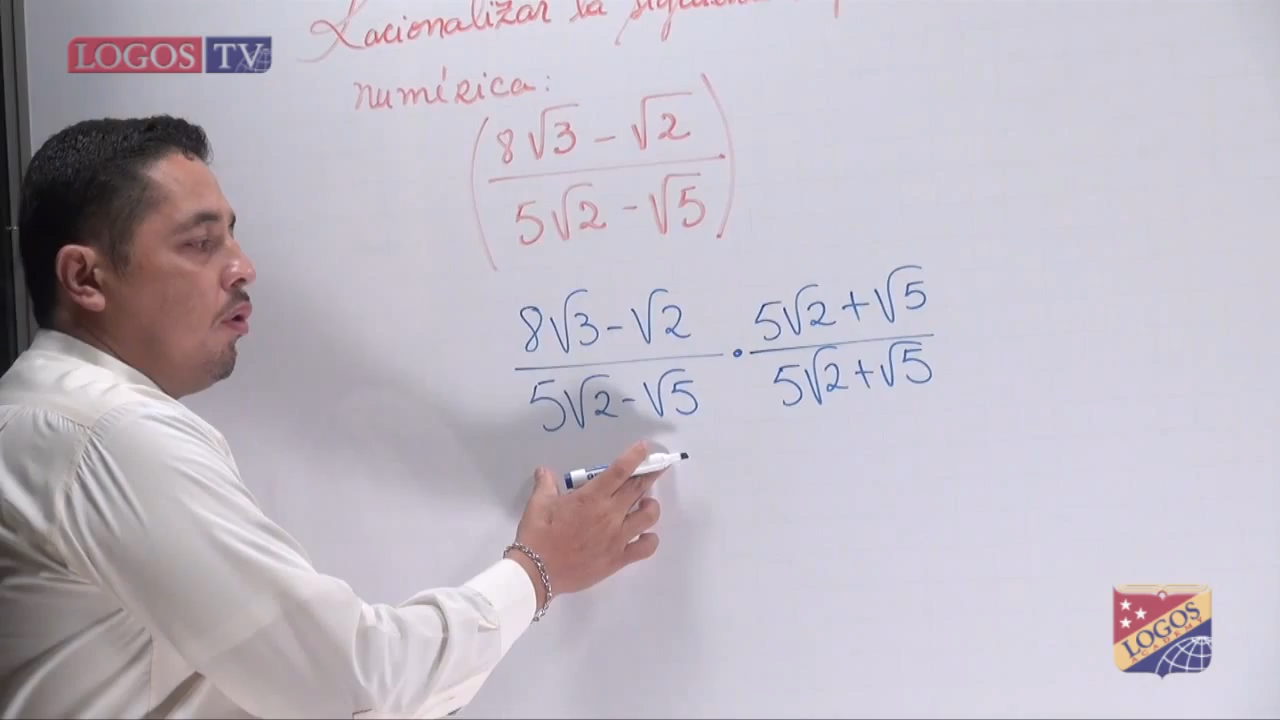 LOGOS TV
Racionalizar la siguiente
numérica:
(8√3 - √2)
5√2 - √5
8√3 - √2 · 5√2 + √5
5√2 - √5 5√2 + √5
LOGOS
ACADEMY